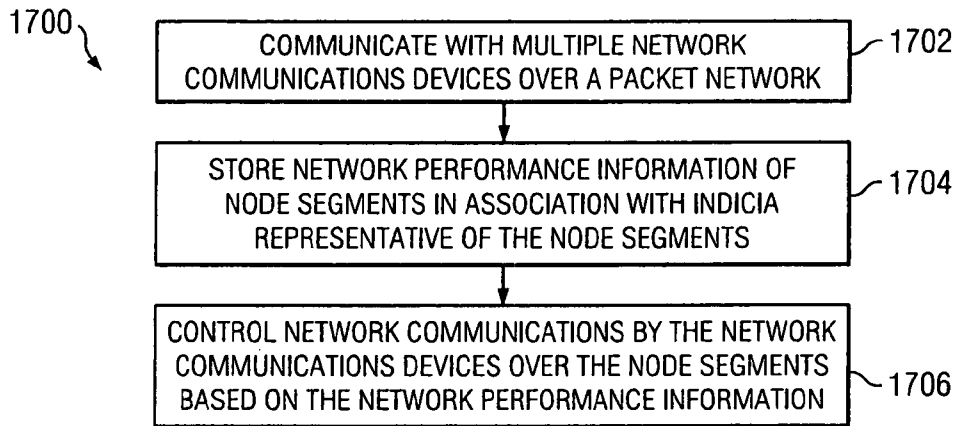 1700
COMMUNICATE WITH MULTIPLE NETWORK
COMMUNICATIONS DEVICES OVER A PACKET NETWORK
1702
STORE NETWORK PERFORMANCE INFORMATION OF
NODE SEGMENTS IN ASSOCIATION WITH INDICIA
REPRESENTATIVE OF THE NODE SEGMENTS
1704
CONTROL NETWORK COMMUNICATIONS BY THE NETWORK
COMMUNICATIONS DEVICES OVER THE NODE SEGMENTS
BASED ON THE NETWORK PERFORMANCE INFORMATION
1706